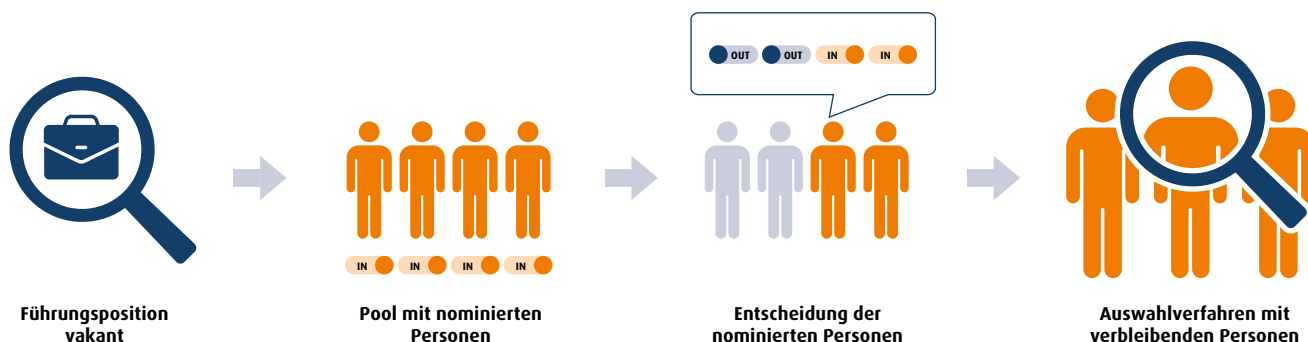 OUT OUT IN IN
IN IN IN IN
Führungsposition
vakant
Pool mit nominierten
Personen
Entscheidung der
nominierten Personen
Auswahlverfahren mit
verbleibenden Personen